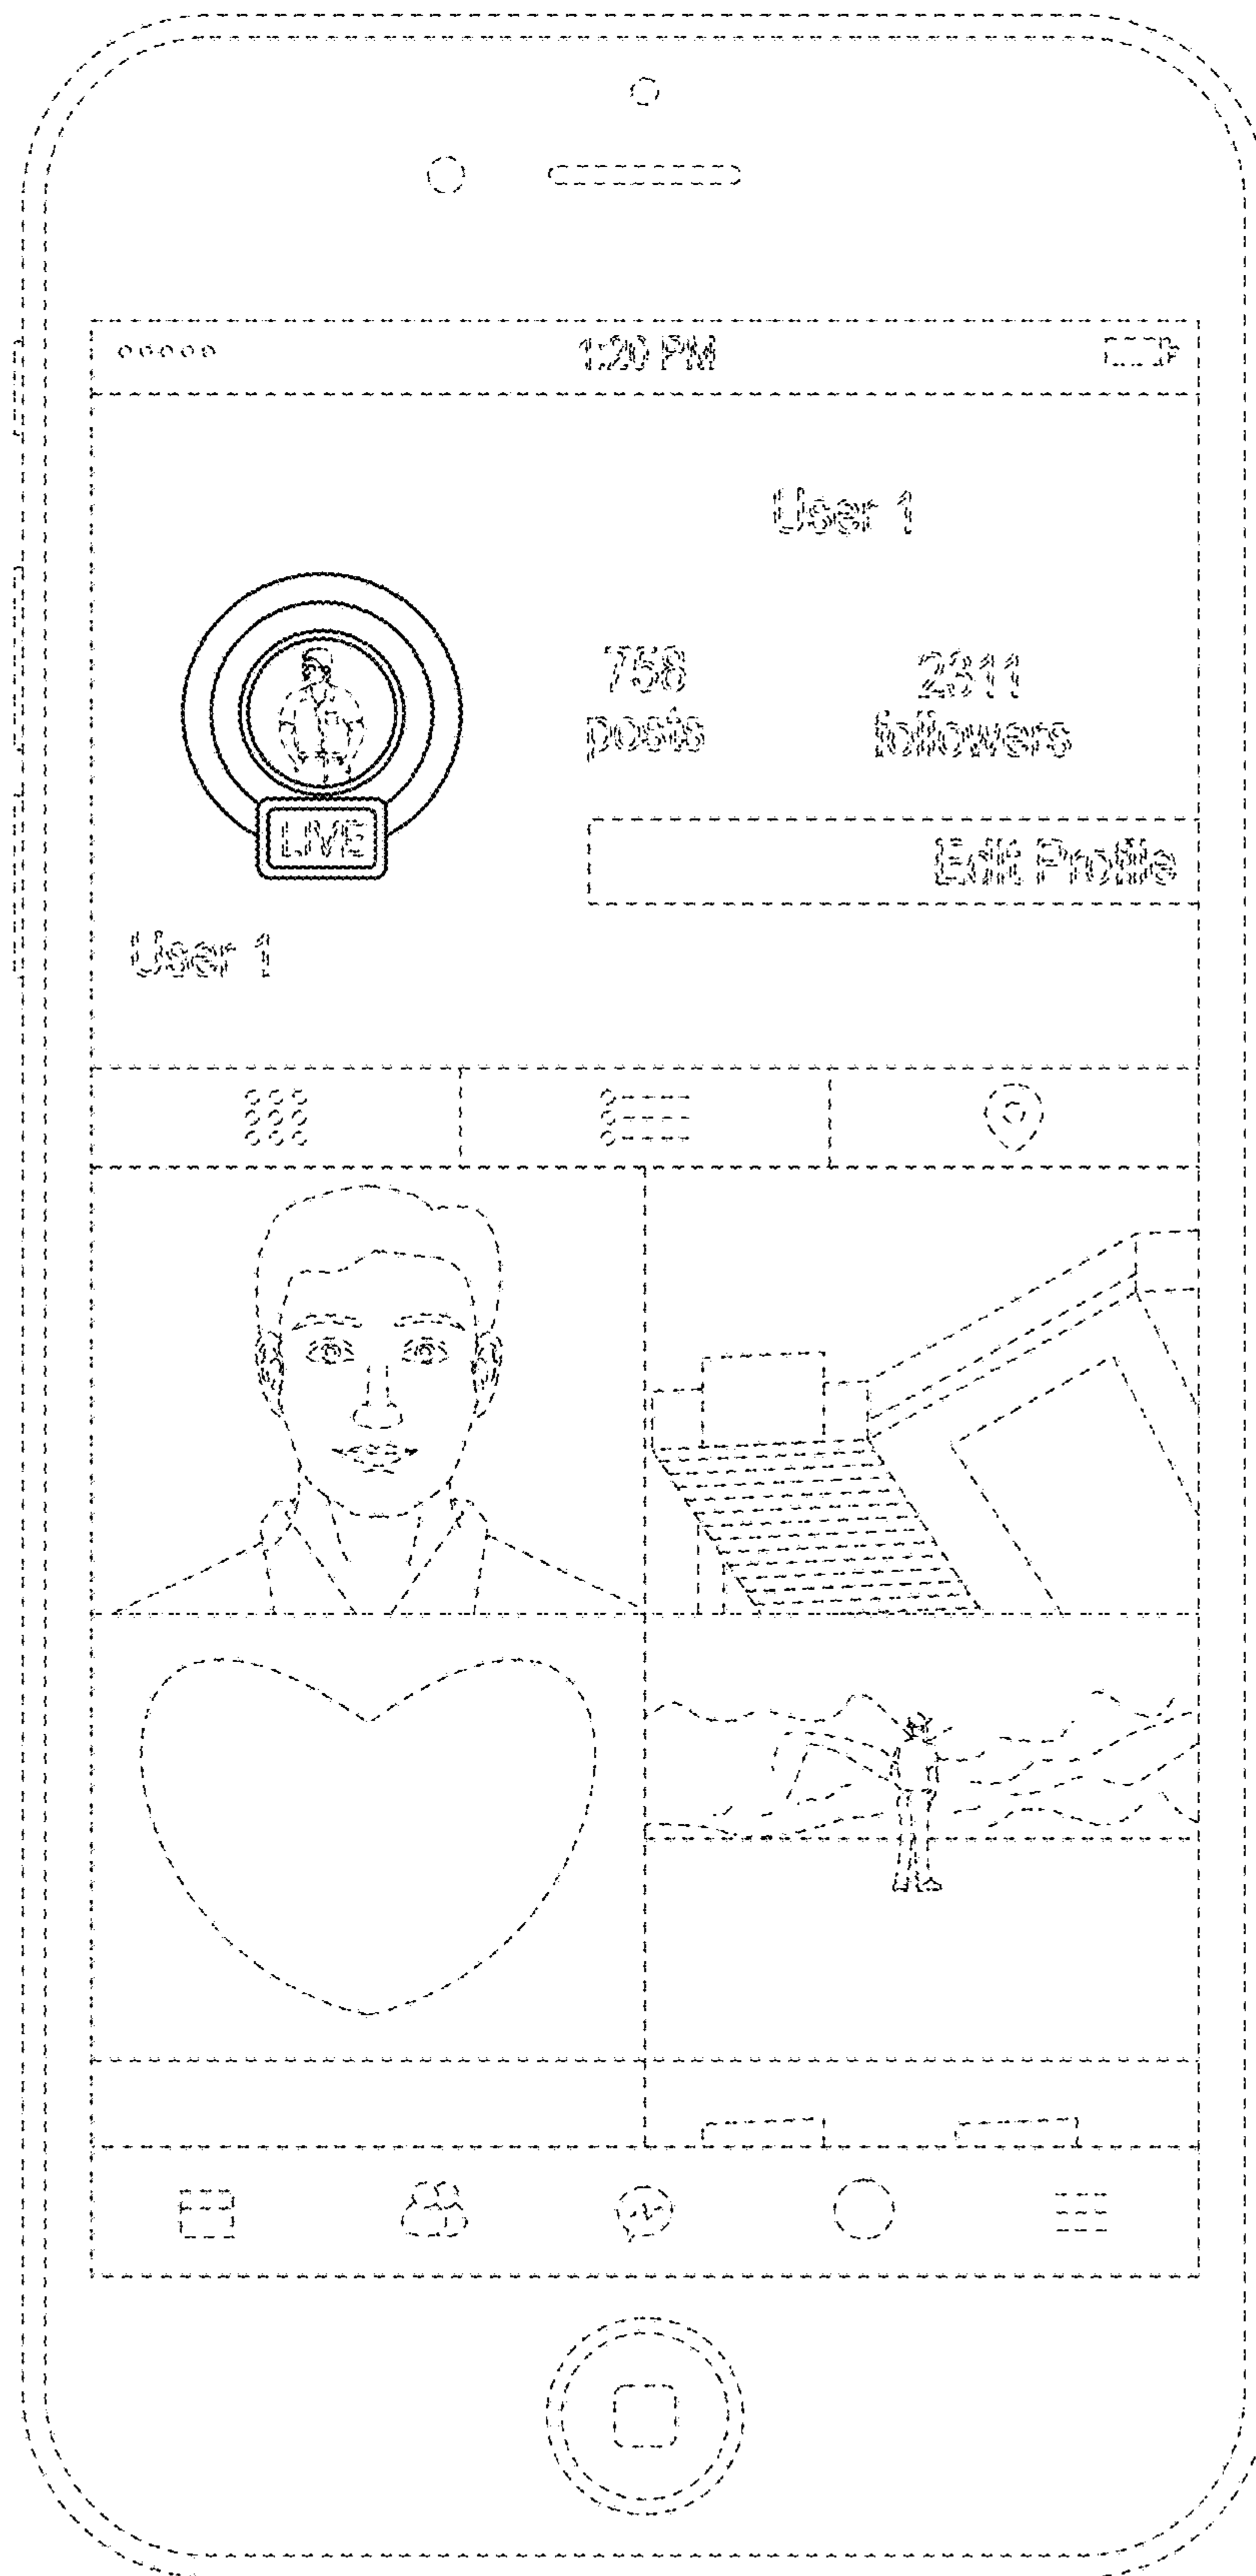 1:20 PM
User 1
758
posts
2311
followers
LIVE
Edit Profile
User 1